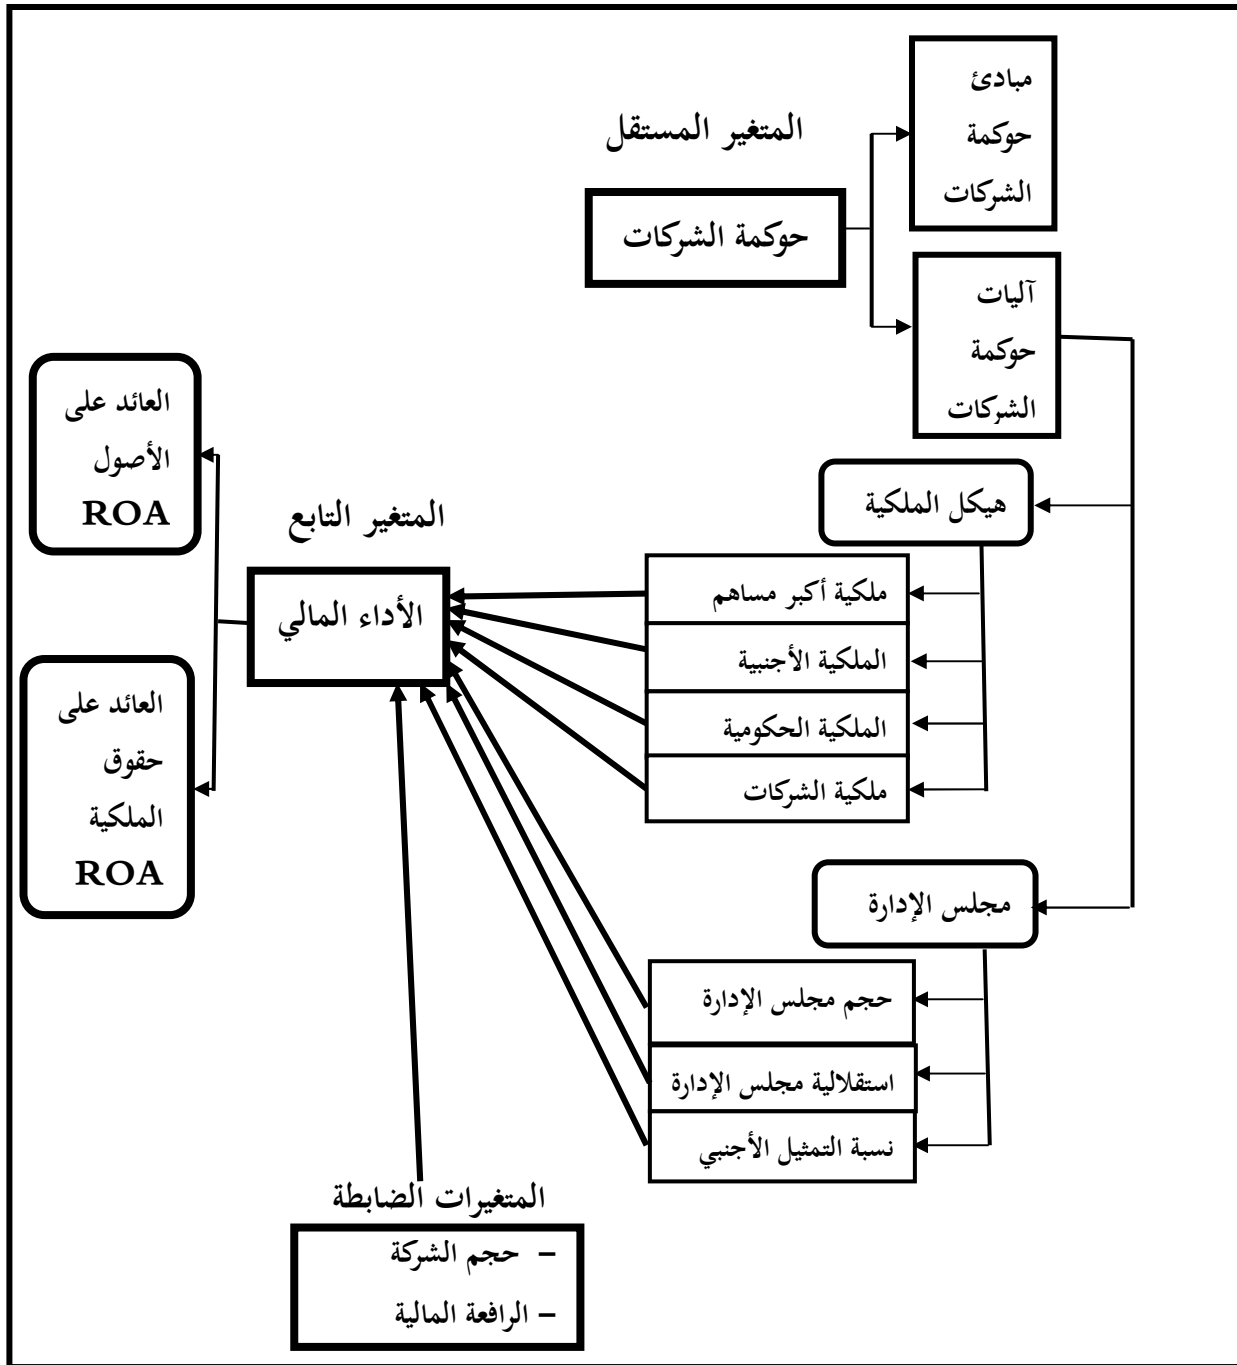 مبادئ
حوكمة
الشركات
المتغير المستقل
حوكمة الشركات
آليات
حوكمة
الشركات
هيكل الملكية
ملكية أكبر مساهم
الملكية الأجنبية
الملكية الحكومية
ملكية الشركات
مجلس الإدارة
حجم مجلس الإدارة
استقلالية مجلس الإدارة
نسبة التمثيل الأجنبي
المتغير التابع
الأداء المالي
العائد على
الأصول
ROA
العائد على
حقوق
الملكية
ROA
المتغيرات الضابطة
– حجم الشركة
– الرافعة المالية